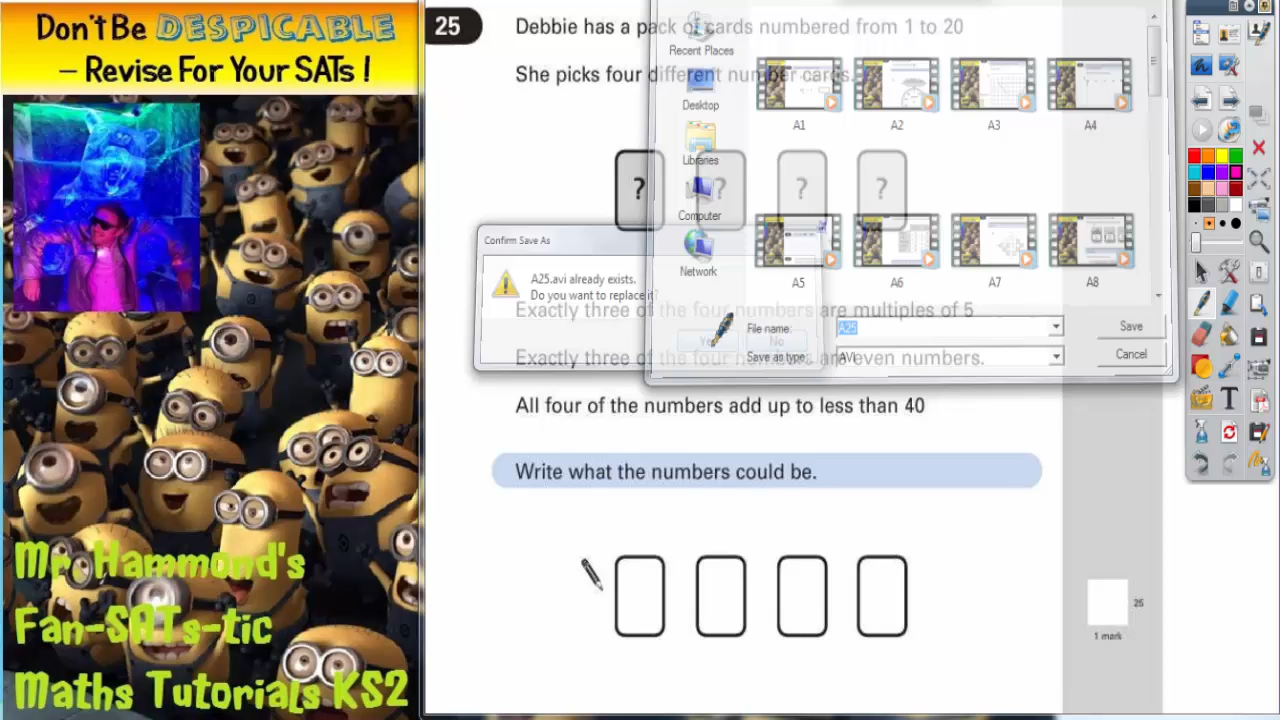 Don't Be DESPICABLE
– Revise For Your SATs !
Mr. Hammond's
Fan-SATs-tic
Maths Tutorials KS2
25
Debbie has a pack of cards numbered from 1 to 20
She picks four different number cards.
? ? ? ?
Exactly three of the four numbers are multiples of 5
Exactly three of the four numbers are even numbers.
All four of the numbers add up to less than 40
Write what the numbers could be.
25
1 mark
Confirm Save As
A25.avi already exists.
Do you want to replace it?
Yes
No
Recent Places
Desktop
Libraries
Computer
Network
A1 A2 A3 A4
A5 A6 A7 A8
File name: A25
Save as type: AVI
Save
Cancel
T